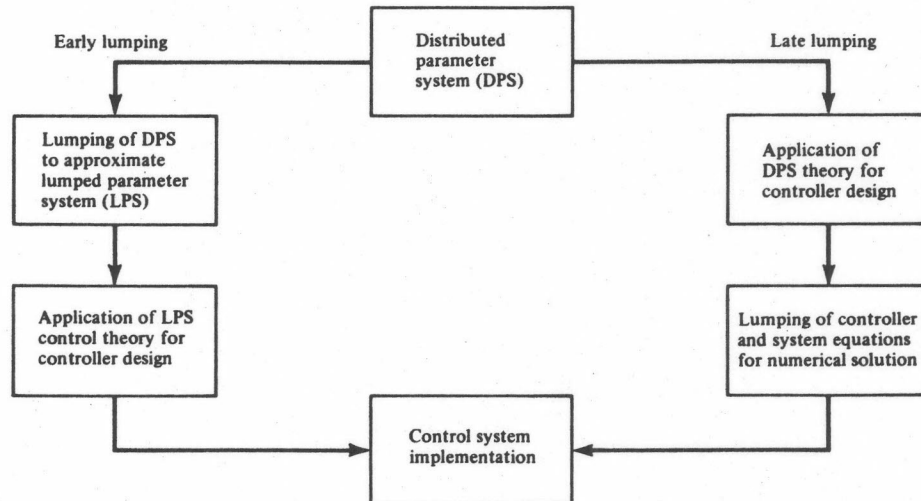 Early lumping
Distributed
parameter
system (DPS)
Late lumping
Lumping of DPS
to approximate
lumped parameter
system (LPS)
Application of
DPS theory for
controller design
Application of LPS
control theory for
controller design
Lumping of controller
and system equations
for numerical solution
Control system
implementation